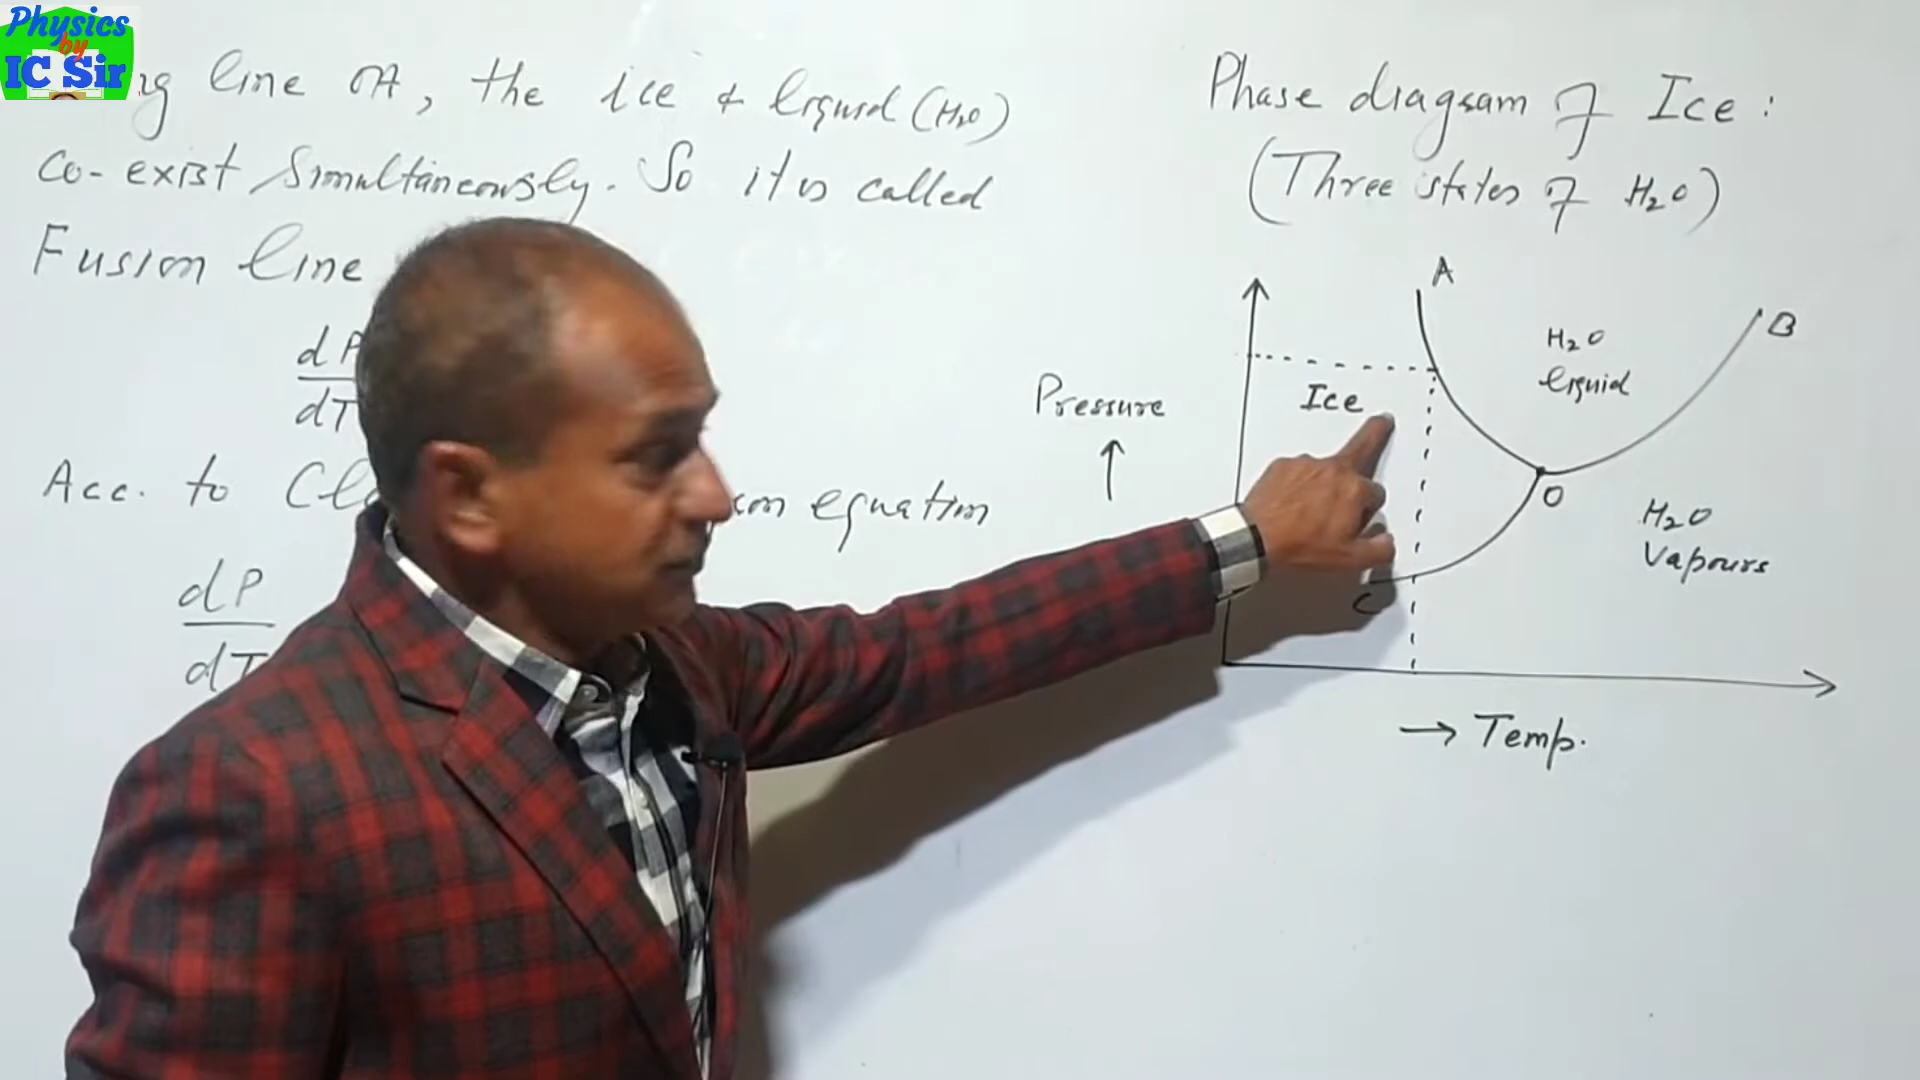 Physics
by
IC Sir
line OA, the ice & liquid (H₂O)
co-exist simultaneously. So it is called
Fusion line
dP
dT
Acc. to equation
dP
dT
Phase diagram of Ice :
(Three states of H₂O)
A
B
H₂O
liquid
Ice
Pressure
↑
O
H₂O
Vapours
C
→ Temp.